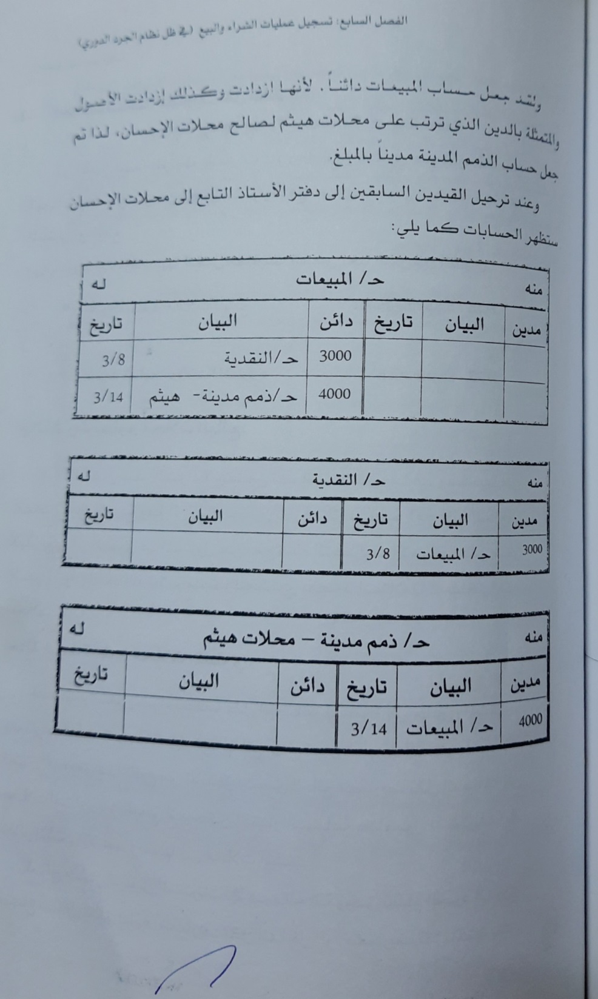 الفصل السابع: تسجيل عمليات الشراء والبيع (في ظل نظام الجرد الدوري)
ولقد جعل حساب المبيعات دائناً. لأنها ازدادت وكذلك إزدادت الأصول
والمتمثلة بالدين الذي ترتب على محلات هيثم لصالح محلات الإحسان، لذا تم
جعل حساب الذمم المدينة مديناً بالمبلغ.
وعند ترحيل القيدين السابقين إلى دفتر الأستاذ التابع إلى محلات الإحسان
ستظهر الحسابات كما يلي:
منه حـ/ المبيعات له
مدين البيان تاريخ دائن البيان تاريخ
3000 حـ/النقدية 3/8
4000 حـ/ذمم مدينة- هيثم 3/14
منه حـ/ النقدية له
مدين البيان تاريخ دائن البيان تاريخ
3000 حـ/ المبيعات 3/8
منه حـ/ ذمم مدينة – محلات هيثم له
مدين البيان تاريخ دائن البيان تاريخ
4000 حـ/ المبيعات 3/14